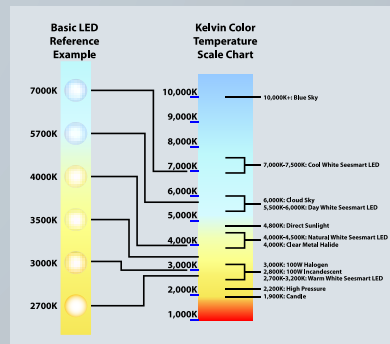 Basic LED
Reference
Example
Kelvin Color
Temperature
Scale Chart
7000K
5700K
4000K
3500K
3000K
2700K
10,000K
9,000K
8,000K
7,000K
6,000K
5,000K
4,000K
3,000K
2,000K
1,000K
10,000K+: Blue Sky
7,000K-7,500K: Cool White Seesmart LED
6,000K: Cloud Sky
5,500K-6,000K: Day White Seesmart LED
4,800K: Direct Sunlight
4,000K-4,500K: Natural White Seesmart LED
4,000K: Clear Metal Halide
3,000K: 100W Halogen
2,800K: 100W Incandescent
2,700K-3,200K: Warm White Seesmart LED
2,200K: High Pressure
1,900K: Candle